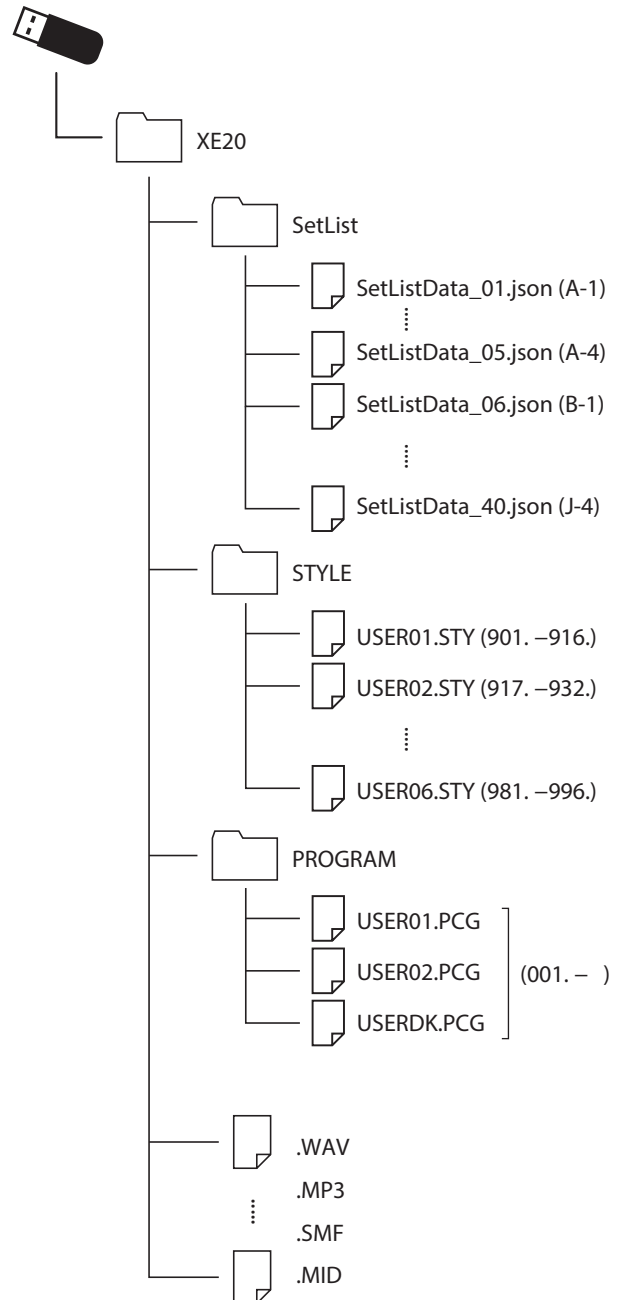 XE20
SetList
SetListData_01.json (A-1)
SetListData_05.json (A-4)
SetListData_06.json (B-1)
SetListData_40.json (J-4)
STYLE
USER01.STY (901. −916.)
USER02.STY (917. −932.)
USER06.STY (981. −996.)
PROGRAM
USER01.PCG
USER02.PCG (001. − )
USERDK.PCG
.WAV
.MP3
.SMF
.MID